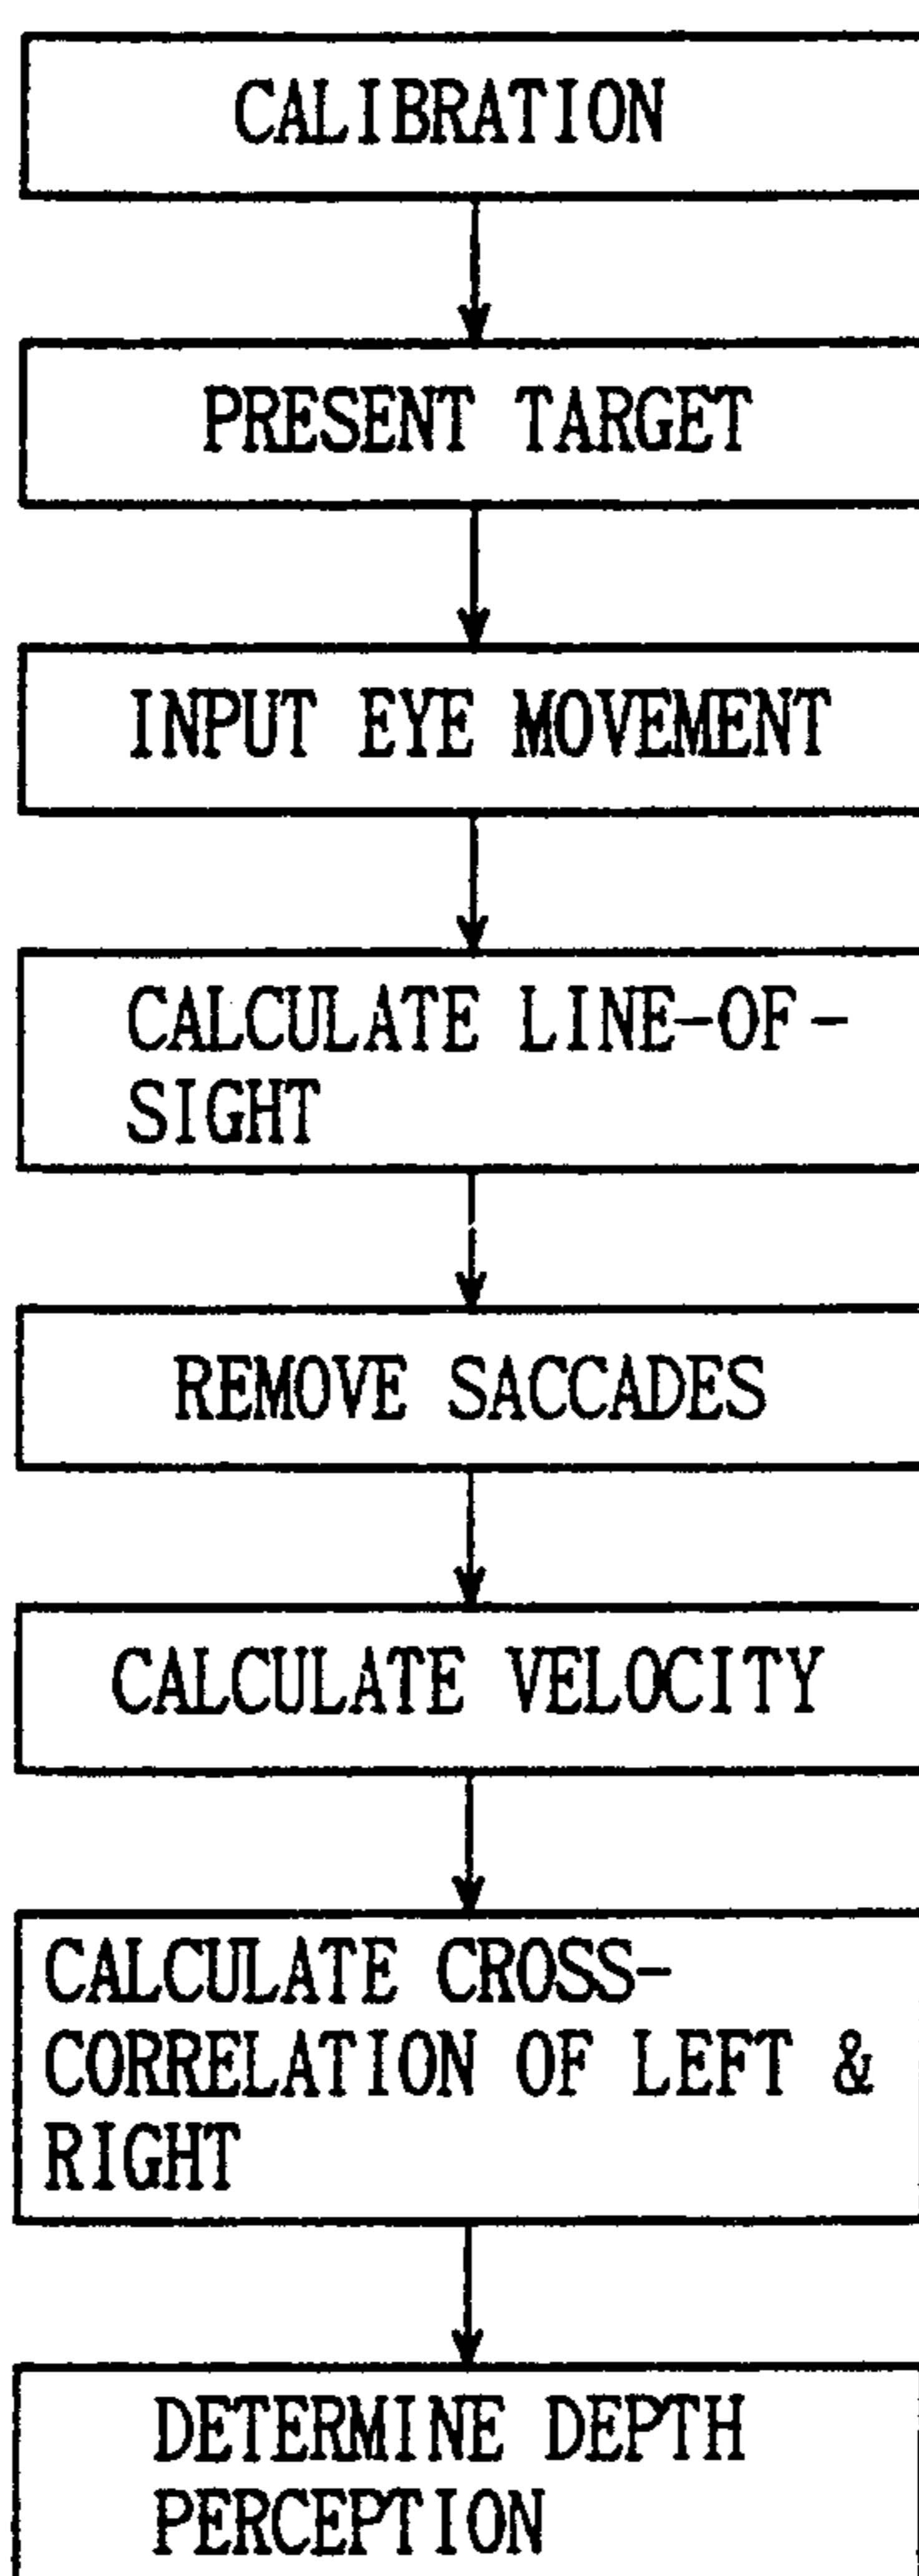 CALIBRATION
PRESENT TARGET
INPUT EYE MOVEMENT
CALCULATE LINE-OF-
SIGHT
REMOVE SACCADES
CALCULATE VELOCITY
CALCULATE CROSS-
CORRELATION OF LEFT &
RIGHT
DETERMINE DEPTH
PERCEPTION